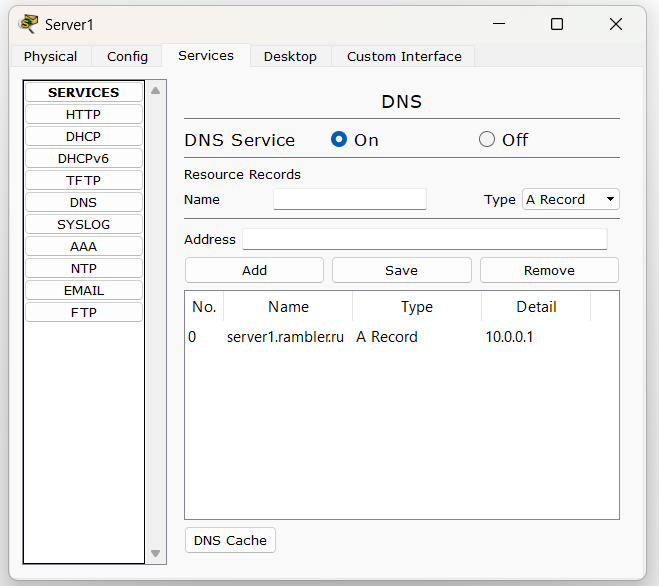 Server1
Physical Config Services Desktop Custom Interface
SERVICES
HTTP
DHCP
DHCPv6
TFTP
DNS
SYSLOG
AAA
NTP
EMAIL
FTP
DNS
DNS Service On Off
Resource Records
Name Type A Record
Address
Add Save Remove
No. Name Type Detail
0 server1.rambler.ru A Record 10.0.0.1
DNS Cache